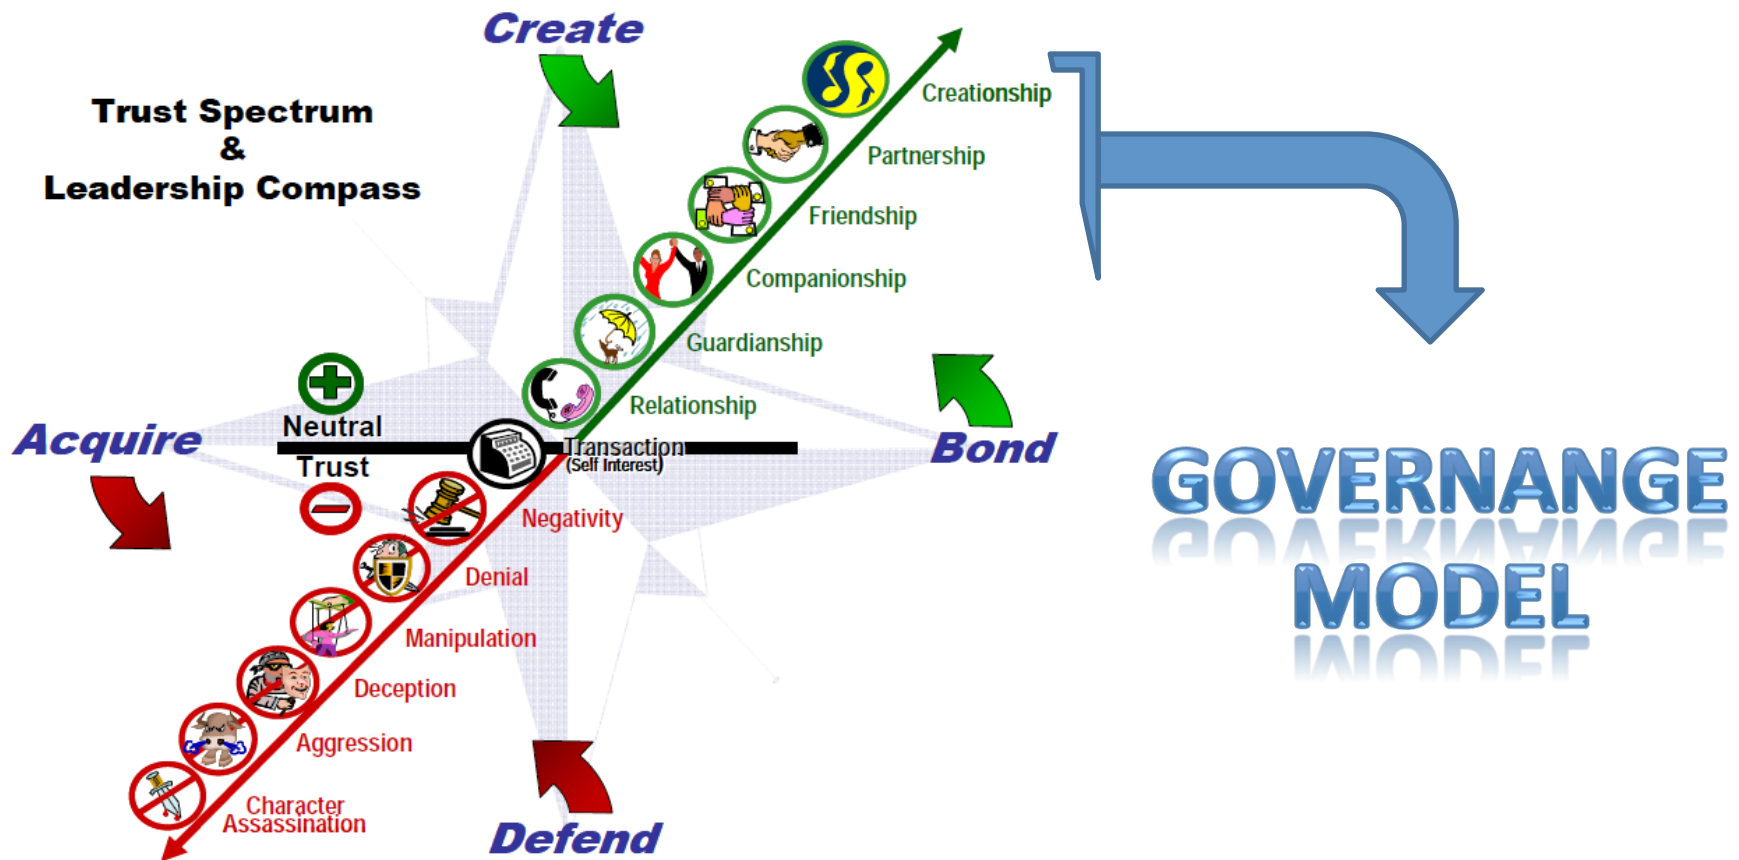 Create
Trust Spectrum
&
Leadership Compass
Creationship
Partnership
Friendship
Companionship
Guardianship
Relationship
Acquire
Neutral
Trust
Transaction
(Self Interest)
Bond
Negativity
Denial
Manipulation
Deception
Aggression
Character
Assassination
Defend
GOVERNANGE
MODEL